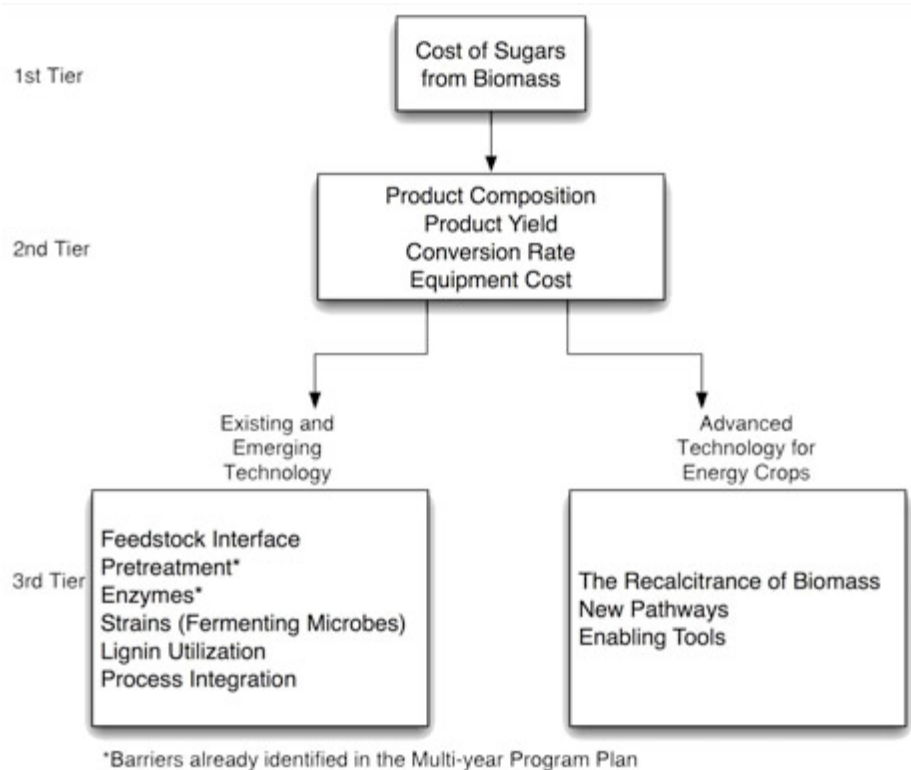 1st Tier
Cost of Sugars
from Biomass
2nd Tier
Product Composition
Product Yield
Conversion Rate
Equipment Cost
Existing and
Emerging
Technology
Advanced
Technology for
Energy Crops
3rd Tier
Feedstock Interface
Pretreatment*
Enzymes*
Strains (Fermenting Microbes)
Lignin Utilization
Process Integration
The Recalcitrance of Biomass
New Pathways
Enabling Tools
*Barriers already identified in the Multi-year Program Plan